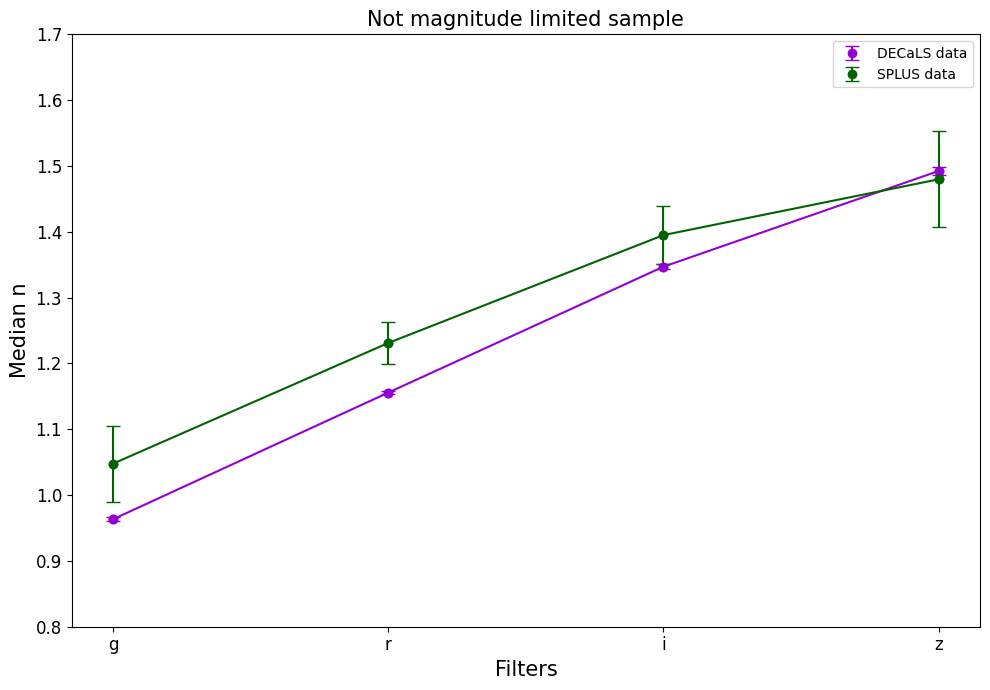 Not magnitude limited sample
DECaLS data
SPLUS data
Median n
1.7
1.6
1.5
1.4
1.3
1.2
1.1
1.0
0.9
0.8
g r i z
Filters